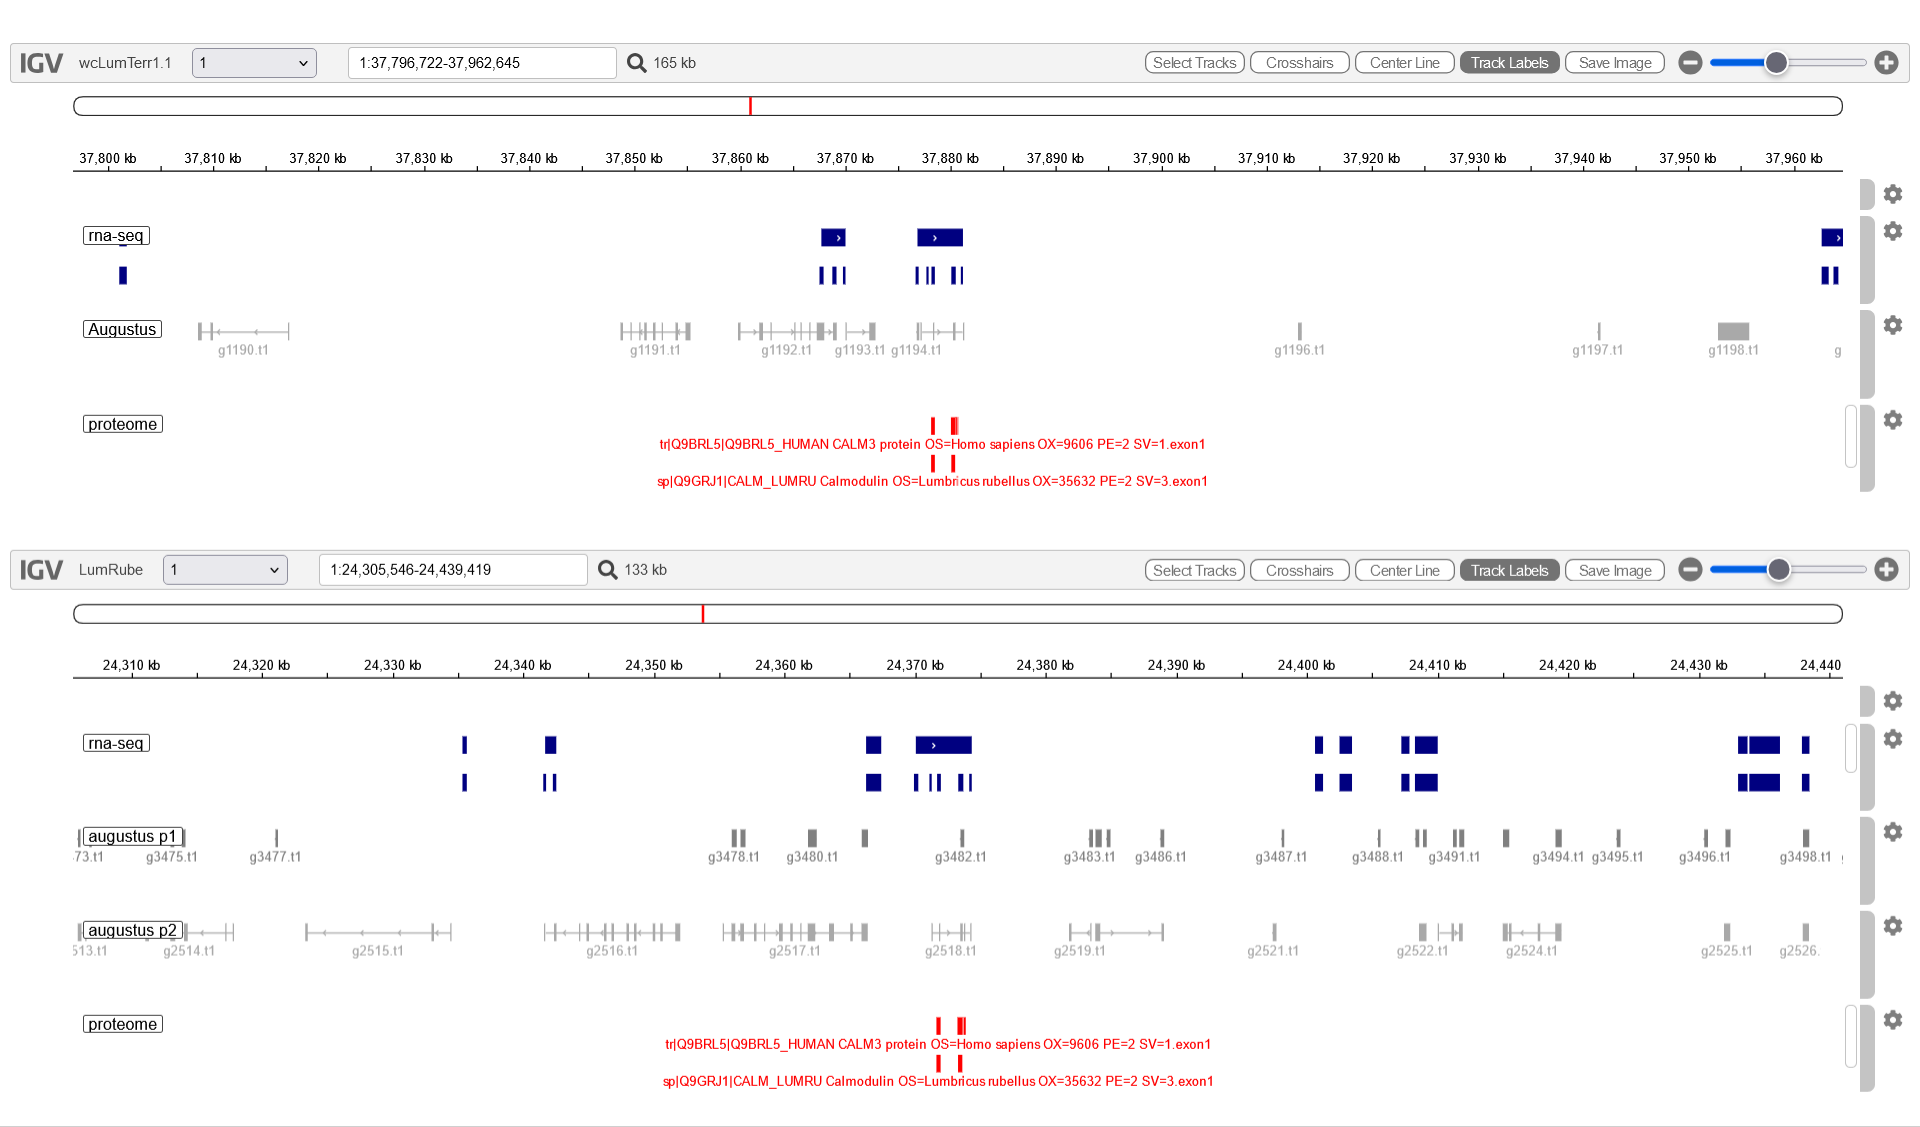 IGV wcLumTerr1.1 1 1:37,796,722-37,962,645 165 kb Select Tracks Crosshairs Center Line Track Labels Save Image
37,800 kb 37,810 kb 37,820 kb 37,830 kb 37,840 kb 37,850 kb 37,860 kb 37,870 kb 37,880 kb 37,890 kb 37,900 kb 37,910 kb 37,920 kb 37,930 kb 37,940 kb 37,950 kb 37,960 kb
rna-seq
Augustus
g1190.t1 g1191.t1 g1192.t1 g1193.t1 g1194.t1 g1196.t1 g1197.t1 g1198.t1 g
proteome
tr|Q9BRL5|Q9BRL5_HUMAN CALM3 protein OS=Homo sapiens OX=9606 PE=2 SV=1.exon1
sp|Q9GRJ1|CALM_LUMRU Calmodulin OS=Lumbricus rubellus OX=35632 PE=2 SV=3.exon1
IGV LumRube 1 1:24,305,546-24,439,419 133 kb Select Tracks Crosshairs Center Line Track Labels Save Image
24,310 kb 24,320 kb 24,330 kb 24,340 kb 24,350 kb 24,360 kb 24,370 kb 24,380 kb 24,390 kb 24,400 kb 24,410 kb 24,420 kb 24,430 kb 24,440
rna-seq
augustus p1
73.t1 g3475.t1 g3477.t1 g3478.t1 g3480.t1 g3482.t1 g3483.t1 g3486.t1 g3487.t1 g3488.t1 g3491.t1 g3494.t1 g3495.t1 g3496.t1 g3498.t1
augustus p2
513.t1 g2514.t1 g2515.t1 g2516.t1 g2517.t1 g2518.t1 g2519.t1 g2521.t1 g2522.t1 g2524.t1 g2525.t1 g2526.
proteome
tr|Q9BRL5|Q9BRL5_HUMAN CALM3 protein OS=Homo sapiens OX=9606 PE=2 SV=1.exon1
sp|Q9GRJ1|CALM_LUMRU Calmodulin OS=Lumbricus rubellus OX=35632 PE=2 SV=3.exon1